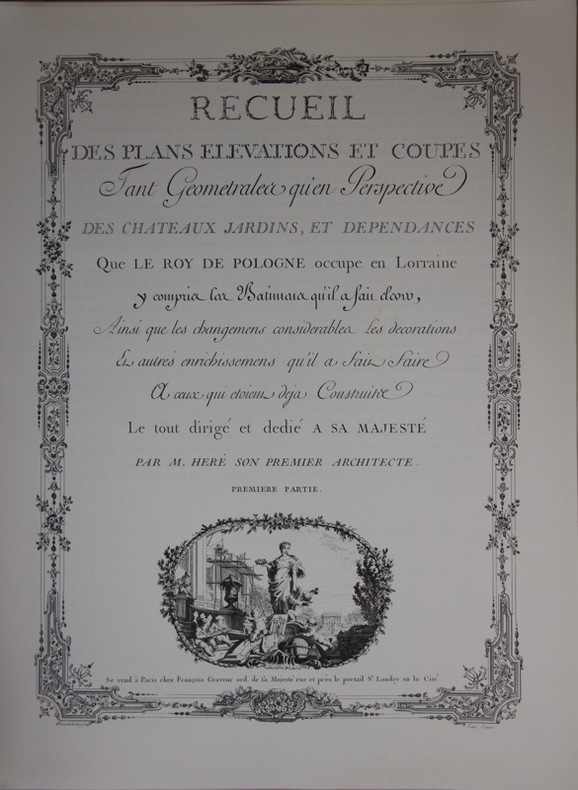 RECUEIL
DES PLANS ELEVATIONS ET COUPES
Tant Geometrales qu'en Perspective
DES CHATEAUX JARDINS, ET DEPENDANCES
Que LE ROY DE POLOGNE occupe en Lorraine
y compris les Batimens qu'il a fait elever,
Ainsi que les changemens considerables les decorations
Et autres enrichissemens qu'il a fait faire
A ceux qui etoient deja Construits
Le tout dirigé et dedié A SA MAJESTÉ
PAR M. HERÉ SON PREMIER ARCHITECTE.
PREMIERE PARTIE.
Se vend à Paris chez François Graveur ord. de sa Majesté rue et près le portail St. Landry en la Cité